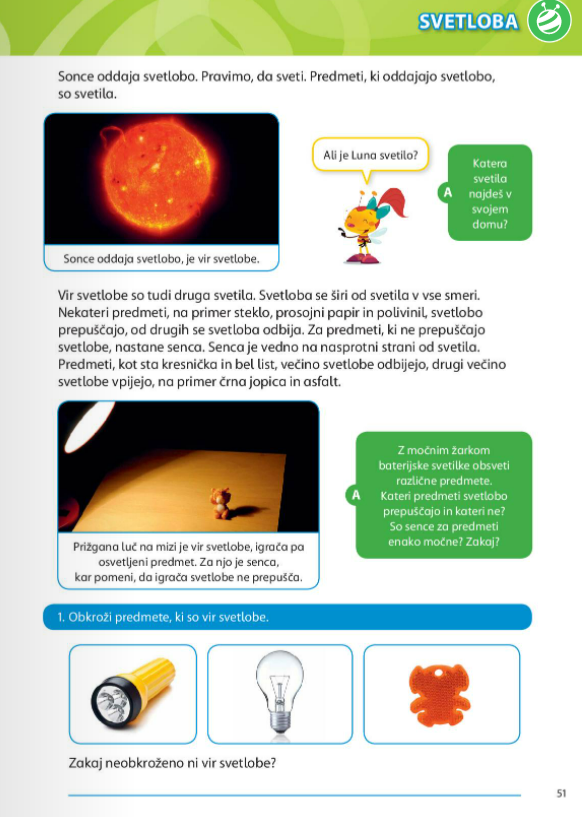 SVETLOBA
Sonce oddaja svetlobo. Pravimo, da sveti. Predmeti, ki oddajajo svetlobo,
so svetila.
Ali je Luna svetilo?
A
Katera
svetila
najdeš v
svojem
domu?
Sonce oddaja svetlobo, je vir svetlobe.
Vir svetlobe so tudi druga svetila. Svetloba se širi od svetila v vse smeri.
Nekateri predmeti, na primer steklo, prosojni papir in polivinil, svetlobo
prepuščajo, od drugih se svetloba odbija. Za predmeti, ki ne prepuščajo
svetlobe, nastane senca. Senca je vedno na nasprotni strani od svetila.
Predmeti, kot sta kresnička in bel list, večino svetlobe odbijejo, drugi večino
svetlobe vpijejo, na primer črna jopica in asfalt.
A
Z močnim žarkom
baterijske svetilke obsveti
različne predmete.
Kateri predmeti svetlobo
prepuščajo in kateri ne?
So sence za predmeti
enako močne? Zakaj?
Prižgana luč na mizi je vir svetlobe, igrača pa
osvetljeni predmet. Za njo je senca,
kar pomeni, da igrača svetlobe ne prepušča.
1. Obkroži predmete, ki so vir svetlobe.
Zakaj neobkroženo ni vir svetlobe?
51